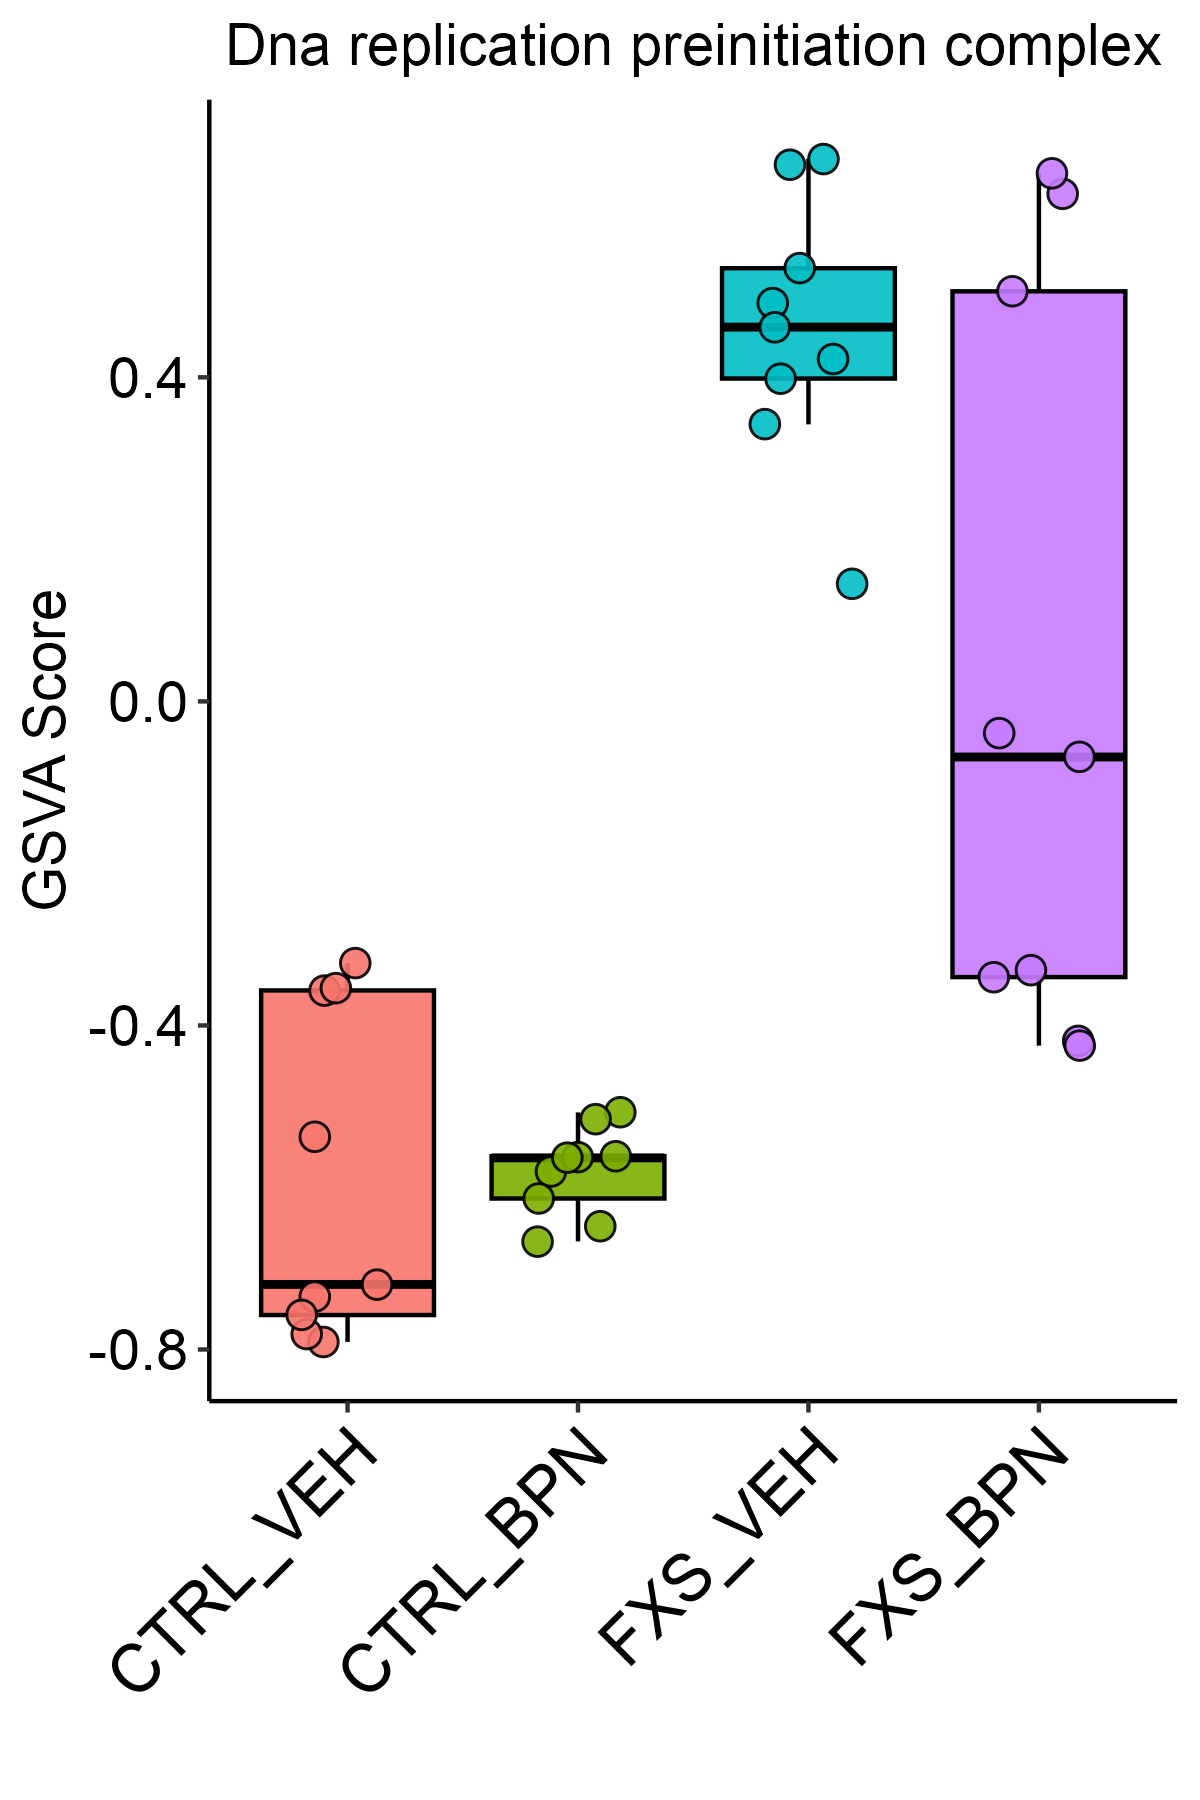 Dna replication preinitiation complex
GSVA Score
0.4
0.0
-0.4
-0.8
CTRL_VEH
CTRL_BPN
FXS_VEH
FXS_BPN